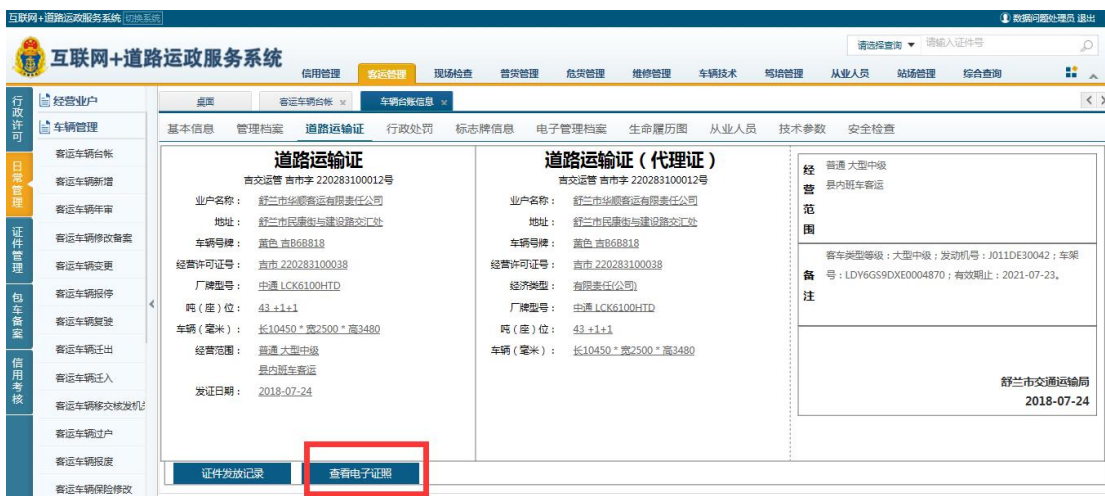 互联网+道路运政服务系统 切换系统
数据问题处理员 退出
互联网+道路运政服务系统
请选择查询 ▼ 请输入证件号
信用管理 客运管理 现场检查 普货管理 危货管理 维修管理 车辆技术 驾培管理 从业人员 站场管理 综合查询
行政许可
日常管理
证件管理
包车备案
信用考核
经营业户
车辆管理
客运车辆台帐
客运车辆新增
客运车辆年审
客运车辆修改备案
客运车辆变更
客运车辆报停
客运车辆复驶
客运车辆迁出
客运车辆迁入
客运车辆移交核发机关
客运车辆过户
客运车辆报废
客运车辆保险修改
桌面 客运车辆台帐 × 车辆台账信息 ×
基本信息 管理档案 道路运输证 行政处罚 标志牌信息 电子管理档案 生命履历图 从业人员 技术参数 安全检查
道路运输证
吉交运管 吉市字 220283100012号
业户名称: 舒兰市华顺客运有限责任公司
地址: 舒兰市民康街与建设路交汇处
车辆号牌: 黄色 吉B6B818
经营许可证号: 吉市 220283100038
厂牌型号: 中通 LCK6100HTD
吨(座)位: 43 +1+1
车辆(毫米): 长10450 * 宽2500 * 高3480
经营范围: 普通 大型中级
县内班车客运
发证日期: 2018-07-24
道路运输证(代理证)
吉交运管 吉市字 220283100012号
业户名称: 舒兰市华顺客运有限责任公司
地址: 舒兰市民康街与建设路交汇处
车辆号牌: 黄色 吉B6B818
经营许可证号: 吉市 220283100038
经济类型: 有限责任(公司)
厂牌型号: 中通 LCK6100HTD
吨(座)位: 43 +1+1
车辆(毫米): 长10450 * 宽2500 * 高3480
经营范围
普通 大型中级
县内班车客运
备注
客车类型等级:大型中级;发动机号:J011DE30042;车架
号:LDY6GS9DXE0004870;有效期止:2021-07-23。
舒兰市交通运输局
2018-07-24
证件发放记录 查看电子证照